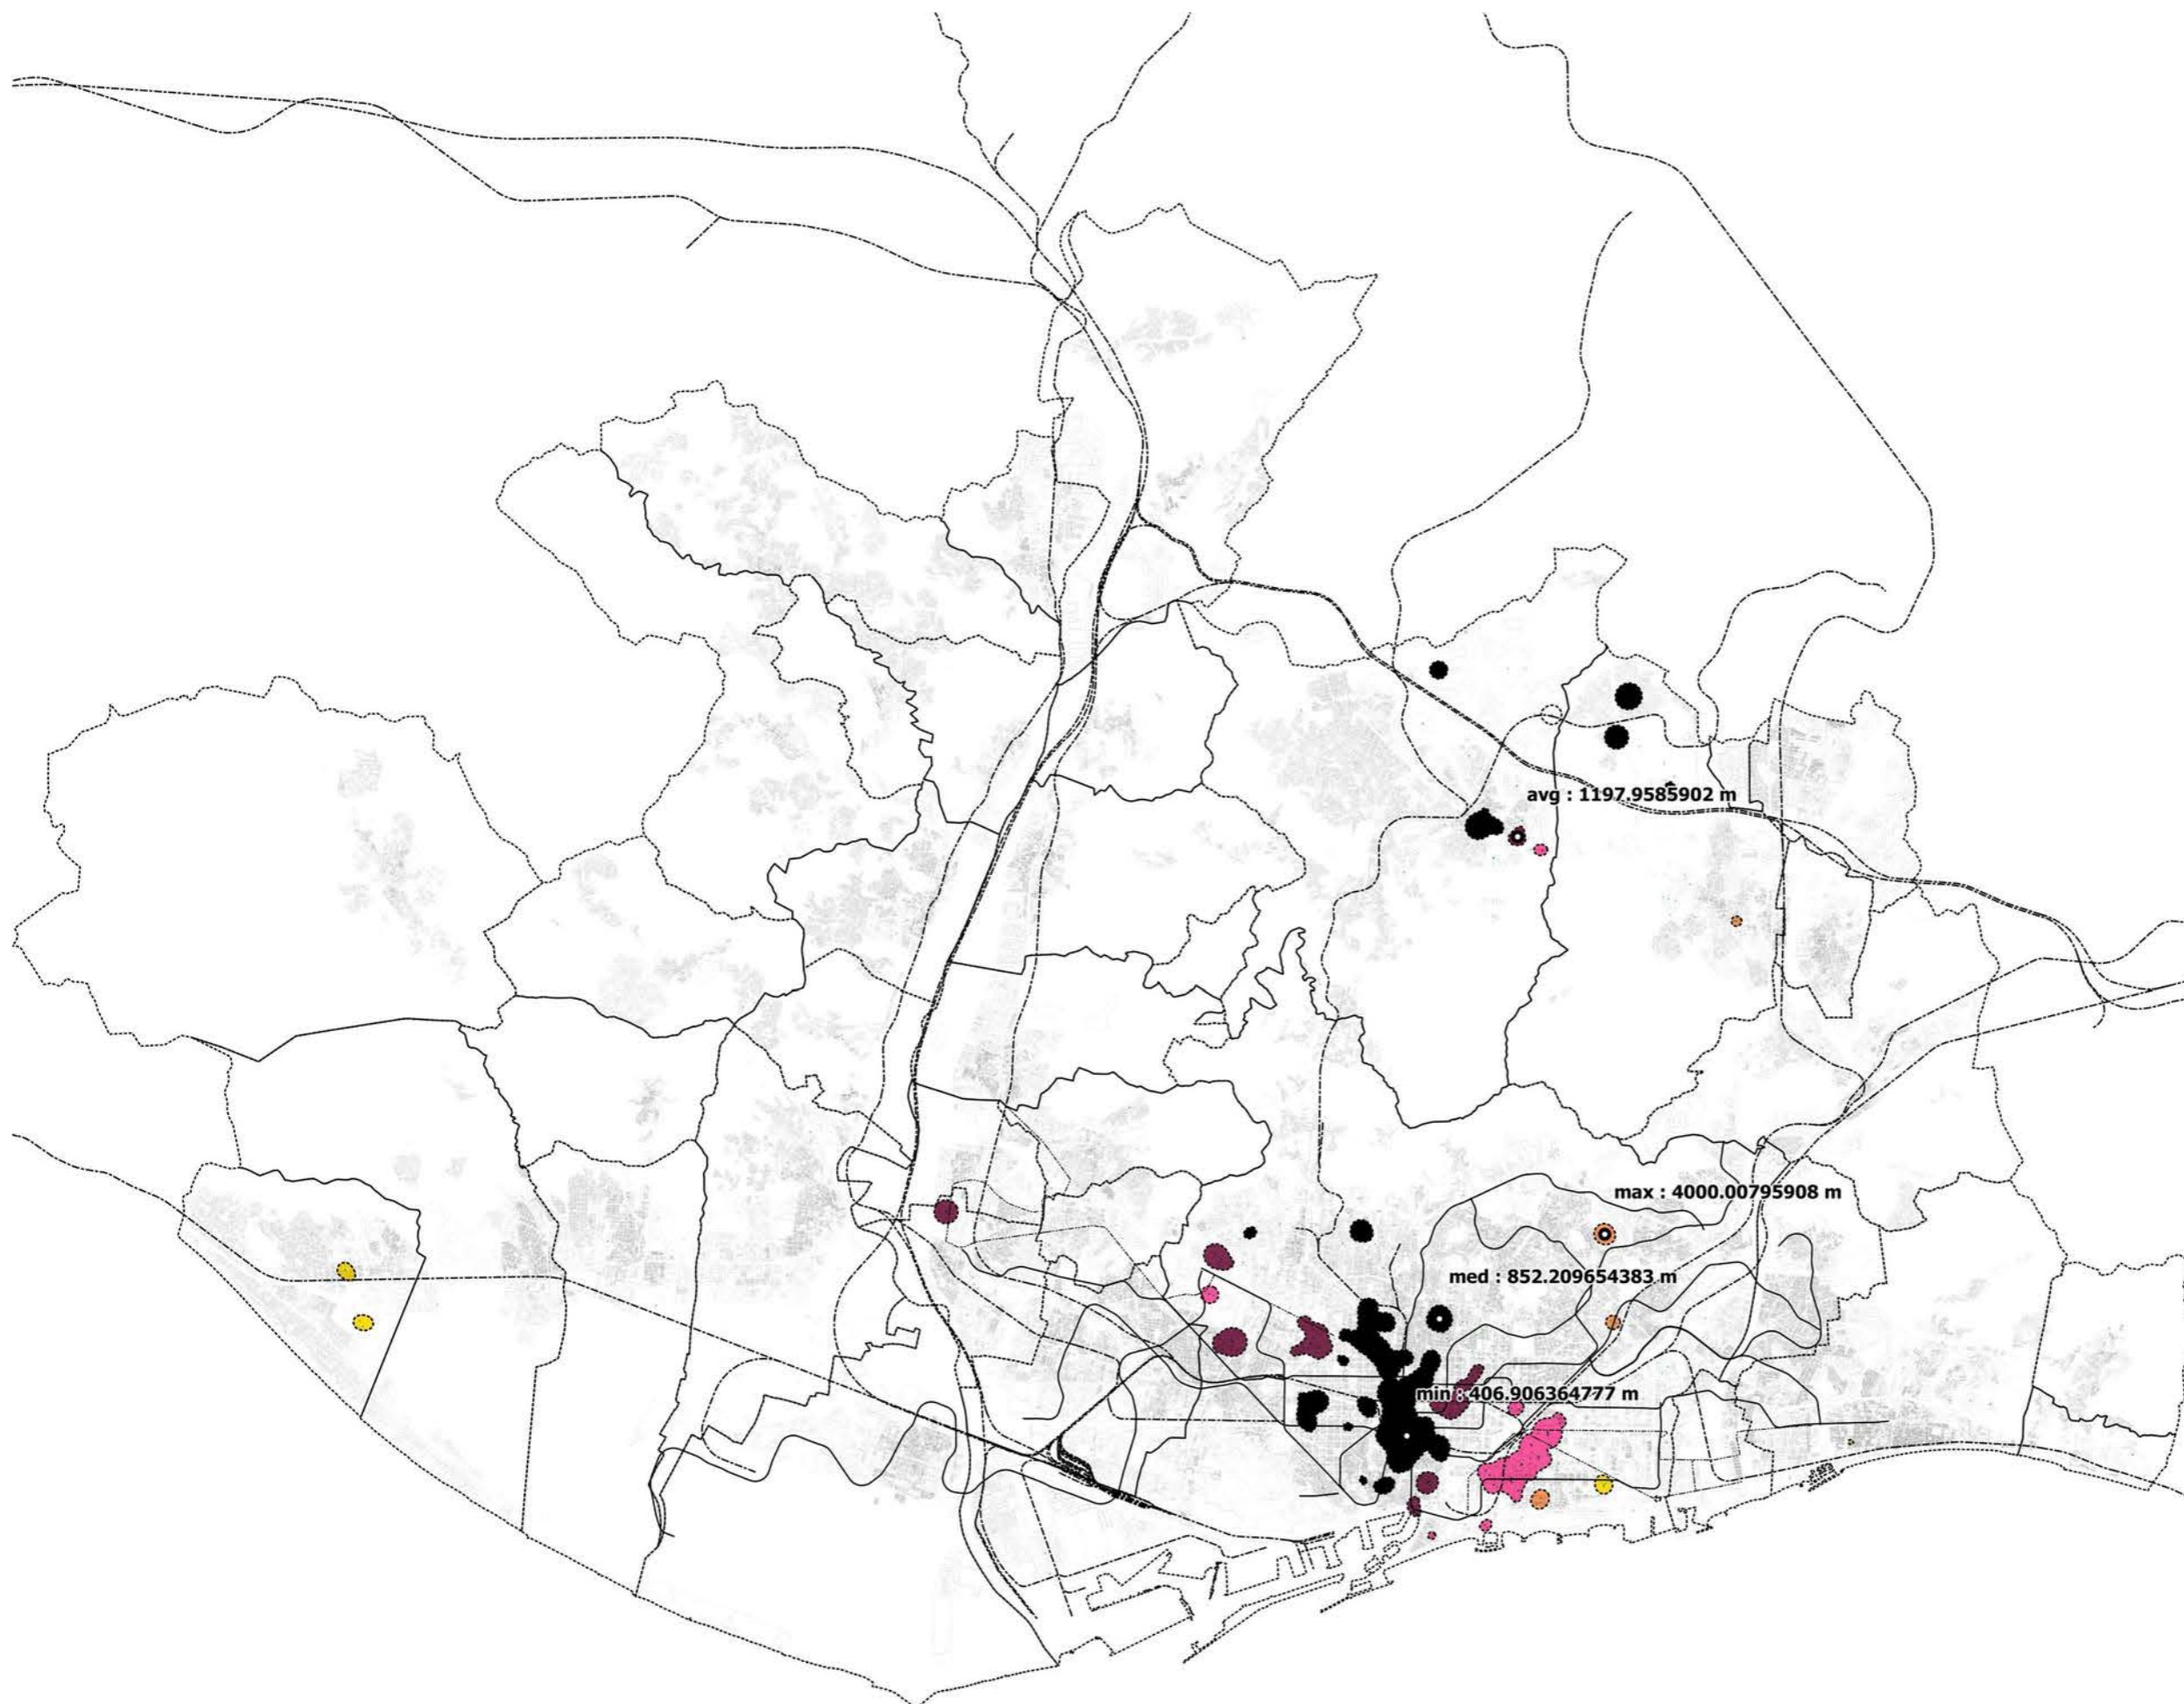 avg : 1197.9585902 m
max : 4000.00795908 m
med : 852.209654383 m
min : 406.906364777 m